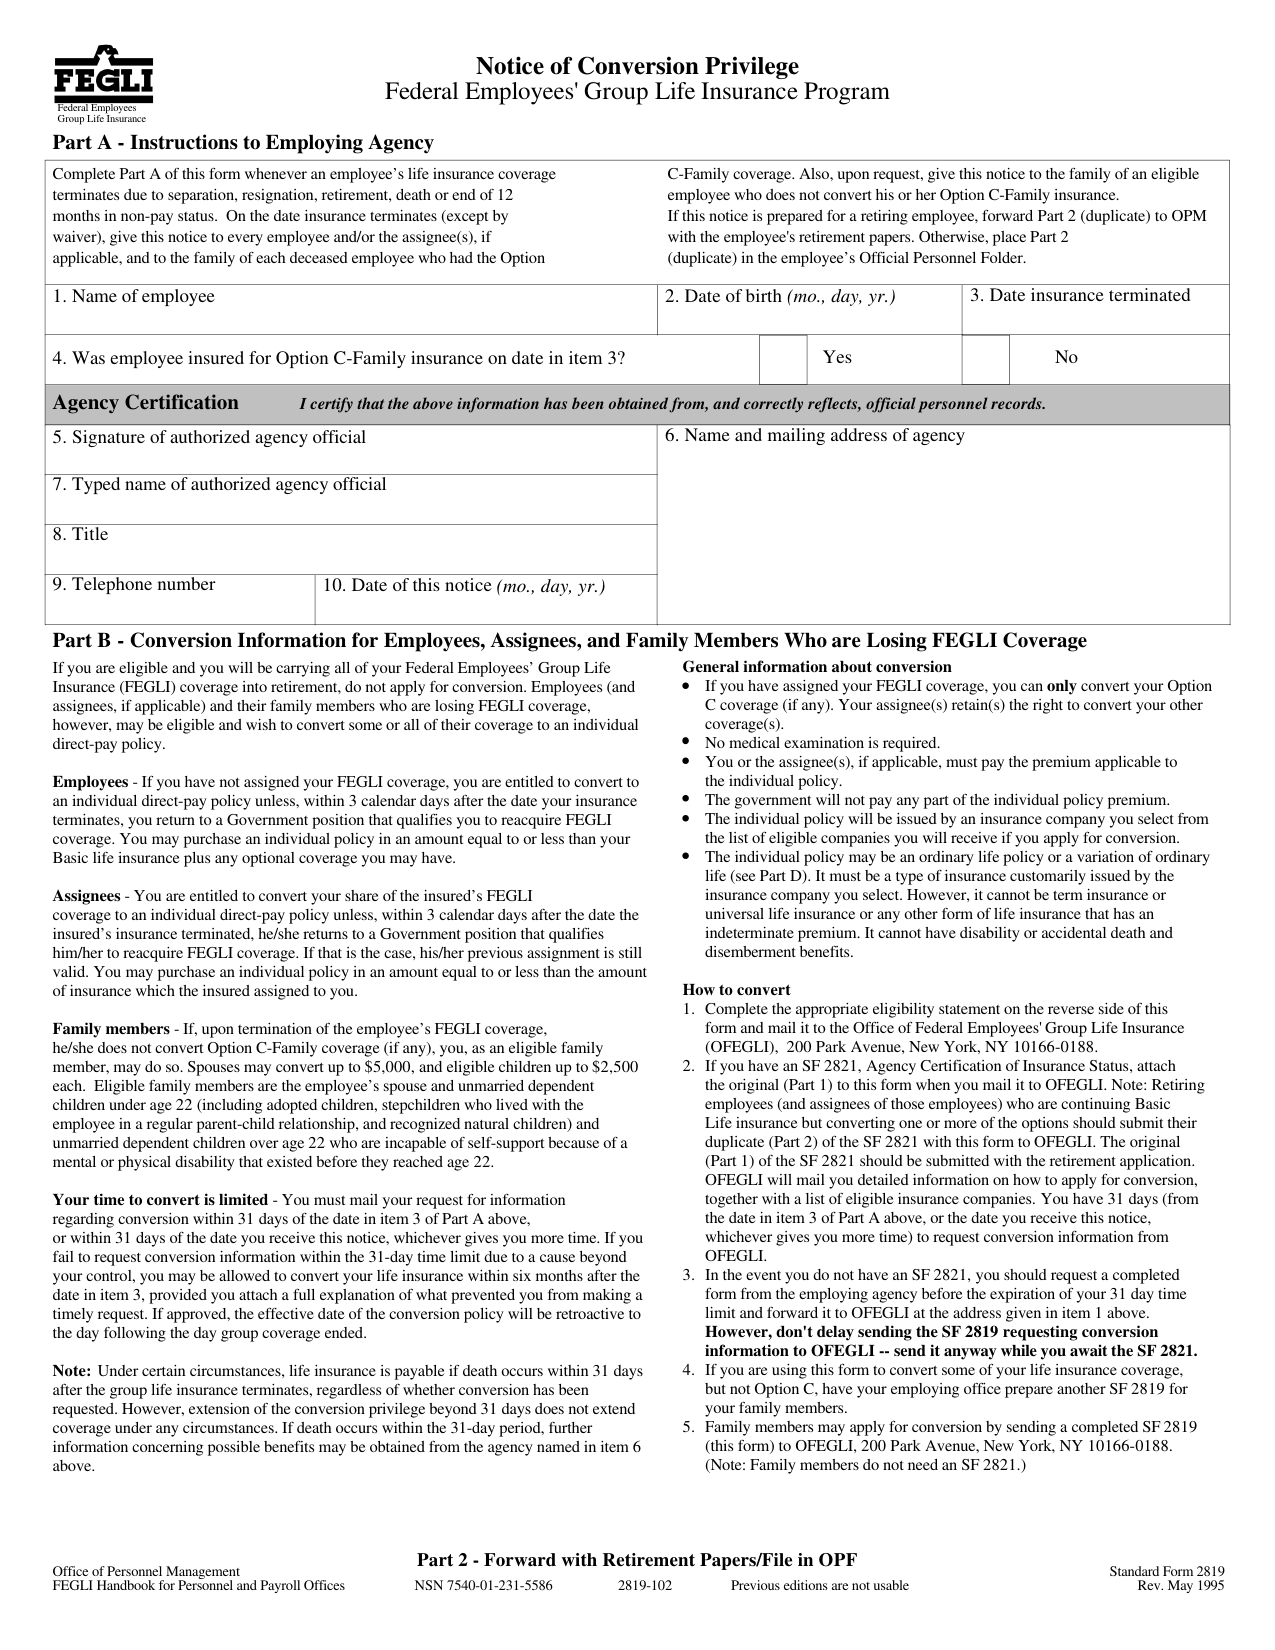 FEGLI
Federal Employees
Group Life Insurance
Notice of Conversion Privilege
Federal Employees' Group Life Insurance Program
Part A - Instructions to Employing Agency
Complete Part A of this form whenever an employee’s life insurance coverage
terminates due to separation, resignation, retirement, death or end of 12
months in non-pay status.  On the date insurance terminates (except by
waiver), give this notice to every employee and/or the assignee(s), if
applicable, and to the family of each deceased employee who had the Option
C-Family coverage. Also, upon request, give this notice to the family of an eligible
employee who does not convert his or her Option C-Family insurance.
If this notice is prepared for a retiring employee, forward Part 2 (duplicate) to OPM
with the employee's retirement papers. Otherwise, place Part 2
(duplicate) in the employee’s Official Personnel Folder.
1. Name of employee
2. Date of birth (mo., day, yr.)
3. Date insurance terminated
4. Was employee insured for Option C-Family insurance on date in item 3?
Yes
No
Agency Certification
I certify that the above information has been obtained from, and correctly reflects, official personnel records.
5. Signature of authorized agency official
6. Name and mailing address of agency
7. Typed name of authorized agency official
8. Title
9. Telephone number
10. Date of this notice (mo., day, yr.)
Part B - Conversion Information for Employees, Assignees, and Family Members Who are Losing FEGLI Coverage
If you are eligible and you will be carrying all of your Federal Employees’ Group Life
Insurance (FEGLI) coverage into retirement, do not apply for conversion. Employees (and
assignees, if applicable) and their family members who are losing FEGLI coverage,
however, may be eligible and wish to convert some or all of their coverage to an individual
direct-pay policy.
Employees - If you have not assigned your FEGLI coverage, you are entitled to convert to
an individual direct-pay policy unless, within 3 calendar days after the date your insurance
terminates, you return to a Government position that qualifies you to reacquire FEGLI
coverage. You may purchase an individual policy in an amount equal to or less than your
Basic life insurance plus any optional coverage you may have.
Assignees - You are entitled to convert your share of the insured’s FEGLI
coverage to an individual direct-pay policy unless, within 3 calendar days after the date the
insured’s insurance terminated, he/she returns to a Government position that qualifies
him/her to reacquire FEGLI coverage. If that is the case, his/her previous assignment is still
valid. You may purchase an individual policy in an amount equal to or less than the amount
of insurance which the insured assigned to you.
Family members - If, upon termination of the employee’s FEGLI coverage,
he/she does not convert Option C-Family coverage (if any), you, as an eligible family
member, may do so. Spouses may convert up to $5,000, and eligible children up to $2,500
each.  Eligible family members are the employee’s spouse and unmarried dependent
children under age 22 (including adopted children, stepchildren who lived with the
employee in a regular parent-child relationship, and recognized natural children) and
unmarried dependent children over age 22 who are incapable of self-support because of a
mental or physical disability that existed before they reached age 22.
Your time to convert is limited - You must mail your request for information
regarding conversion within 31 days of the date in item 3 of Part A above,
or within 31 days of the date you receive this notice, whichever gives you more time. If you
fail to request conversion information within the 31-day time limit due to a cause beyond
your control, you may be allowed to convert your life insurance within six months after the
date in item 3, provided you attach a full explanation of what prevented you from making a
timely request. If approved, the effective date of the conversion policy will be retroactive to
the day following the day group coverage ended.
Note:  Under certain circumstances, life insurance is payable if death occurs within 31 days
after the group life insurance terminates, regardless of whether conversion has been
requested. However, extension of the conversion privilege beyond 31 days does not extend
coverage under any circumstances. If death occurs within the 31-day period, further
information concerning possible benefits may be obtained from the agency named in item 6
above.
General information about conversion
• If you have assigned your FEGLI coverage, you can only convert your Option
C coverage (if any). Your assignee(s) retain(s) the right to convert your other
coverage(s).
• No medical examination is required.
• You or the assignee(s), if applicable, must pay the premium applicable to
the individual policy.
• The government will not pay any part of the individual policy premium.
• The individual policy will be issued by an insurance company you select from
the list of eligible companies you will receive if you apply for conversion.
• The individual policy may be an ordinary life policy or a variation of ordinary
life (see Part D). It must be a type of insurance customarily issued by the
insurance company you select. However, it cannot be term insurance or
universal life insurance or any other form of life insurance that has an
indeterminate premium. It cannot have disability or accidental death and
disemberment benefits.
How to convert
1. Complete the appropriate eligibility statement on the reverse side of this
form and mail it to the Office of Federal Employees' Group Life Insurance
(OFEGLI),  200 Park Avenue, New York, NY 10166-0188.
2. If you have an SF 2821, Agency Certification of Insurance Status, attach
the original (Part 1) to this form when you mail it to OFEGLI. Note: Retiring
employees (and assignees of those employees) who are continuing Basic
Life insurance but converting one or more of the options should submit their
duplicate (Part 2) of the SF 2821 with this form to OFEGLI. The original
(Part 1) of the SF 2821 should be submitted with the retirement application.
OFEGLI will mail you detailed information on how to apply for conversion,
together with a list of eligible insurance companies. You have 31 days (from
the date in item 3 of Part A above, or the date you receive this notice,
whichever gives you more time) to request conversion information from
OFEGLI.
3. In the event you do not have an SF 2821, you should request a completed
form from the employing agency before the expiration of your 31 day time
limit and forward it to OFEGLI at the address given in item 1 above.
However, don't delay sending the SF 2819 requesting conversion
information to OFEGLI -- send it anyway while you await the SF 2821.
4. If you are using this form to convert some of your life insurance coverage,
but not Option C, have your employing office prepare another SF 2819 for
your family members.
5. Family members may apply for conversion by sending a completed SF 2819
(this form) to OFEGLI, 200 Park Avenue, New York, NY 10166-0188.
(Note: Family members do not need an SF 2821.)
Part 2 - Forward with Retirement Papers/File in OPF
Office of Personnel Management
FEGLI Handbook for Personnel and Payroll Offices
NSN 7540-01-231-5586
2819-102
Previous editions are not usable
Standard Form 2819
Rev. May 1995